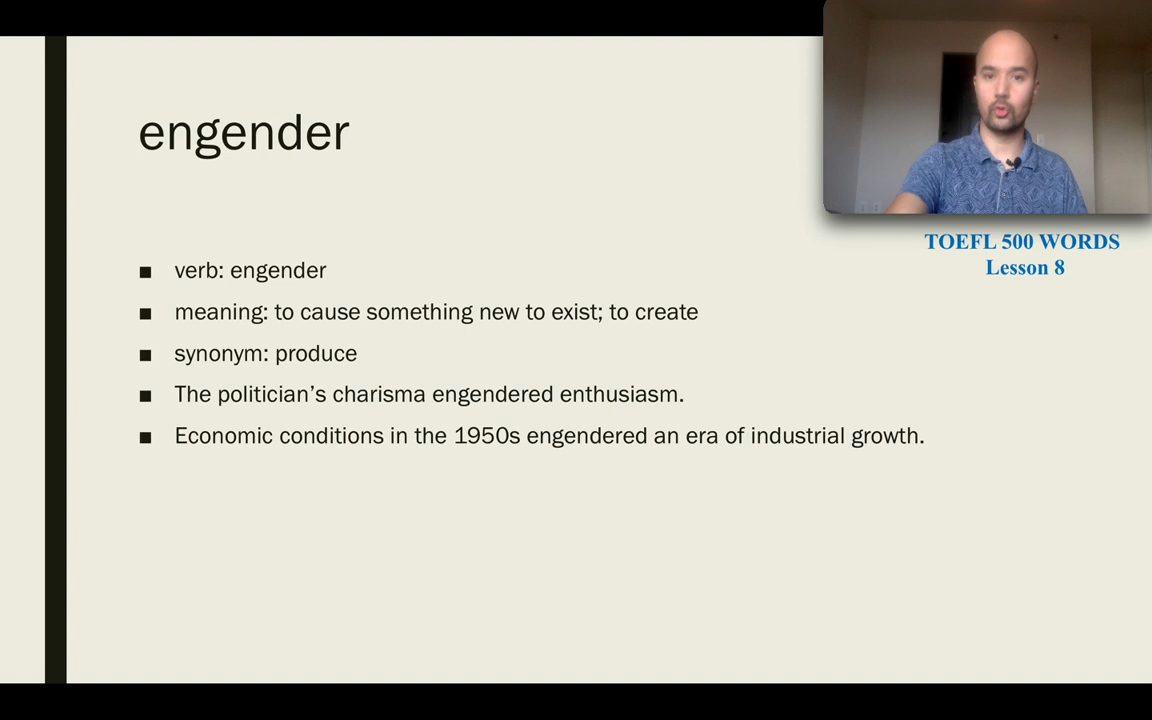 engender
TOEFL 500 WORDS
Lesson 8
▪ verb: engender
▪ meaning: to cause something new to exist; to create
▪ synonym: produce
▪ The politician’s charisma engendered enthusiasm.
▪ Economic conditions in the 1950s engendered an era of industrial growth.